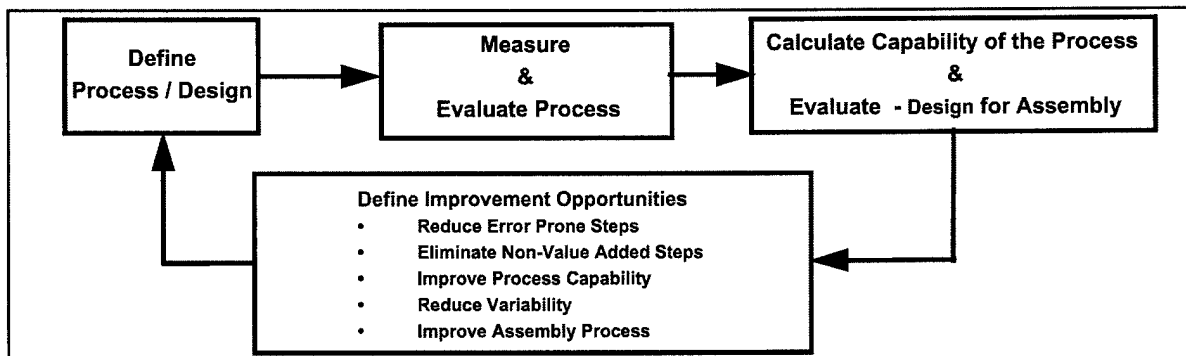 Define
Process / Design
Measure
&
Evaluate Process
Calculate Capability of the Process
&
Evaluate - Design for Assembly
Define Improvement Opportunities
• Reduce Error Prone Steps
• Eliminate Non-Value Added Steps
• Improve Process Capability
• Reduce Variability
• Improve Assembly Process